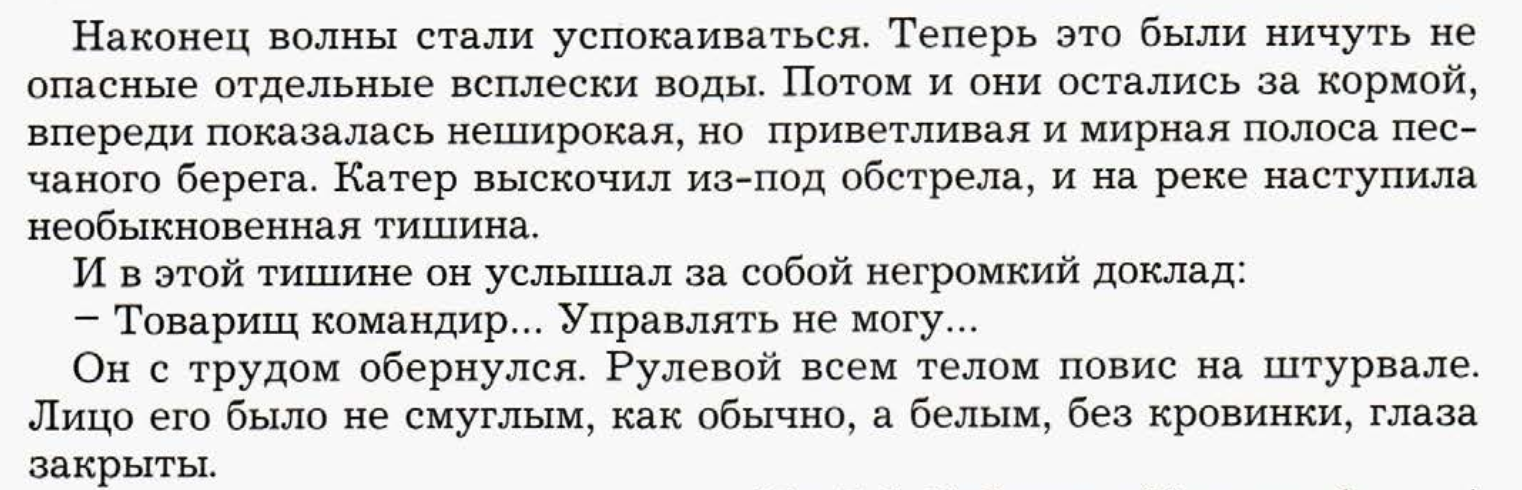 Наконец волны стали успокаиваться. Теперь это были ничуть не
опасные отдельные всплески воды. Потом и они остались за кормой,
впереди показалась неширокая, но приветливая и мирная полоса пес-
чаного берега. Катер выскочил из-под обстрела, и на реке наступила
необыкновенная тишина.
И в этой тишине он услышал за собой негромкий доклад:
– Товарищ командир... Управлять не могу...
Он с трудом обернулся. Рулевой всем телом повис на штурвале.
Лицо его было не смуглым, как обычно, а белым, без кровинки, глаза
закрыты.